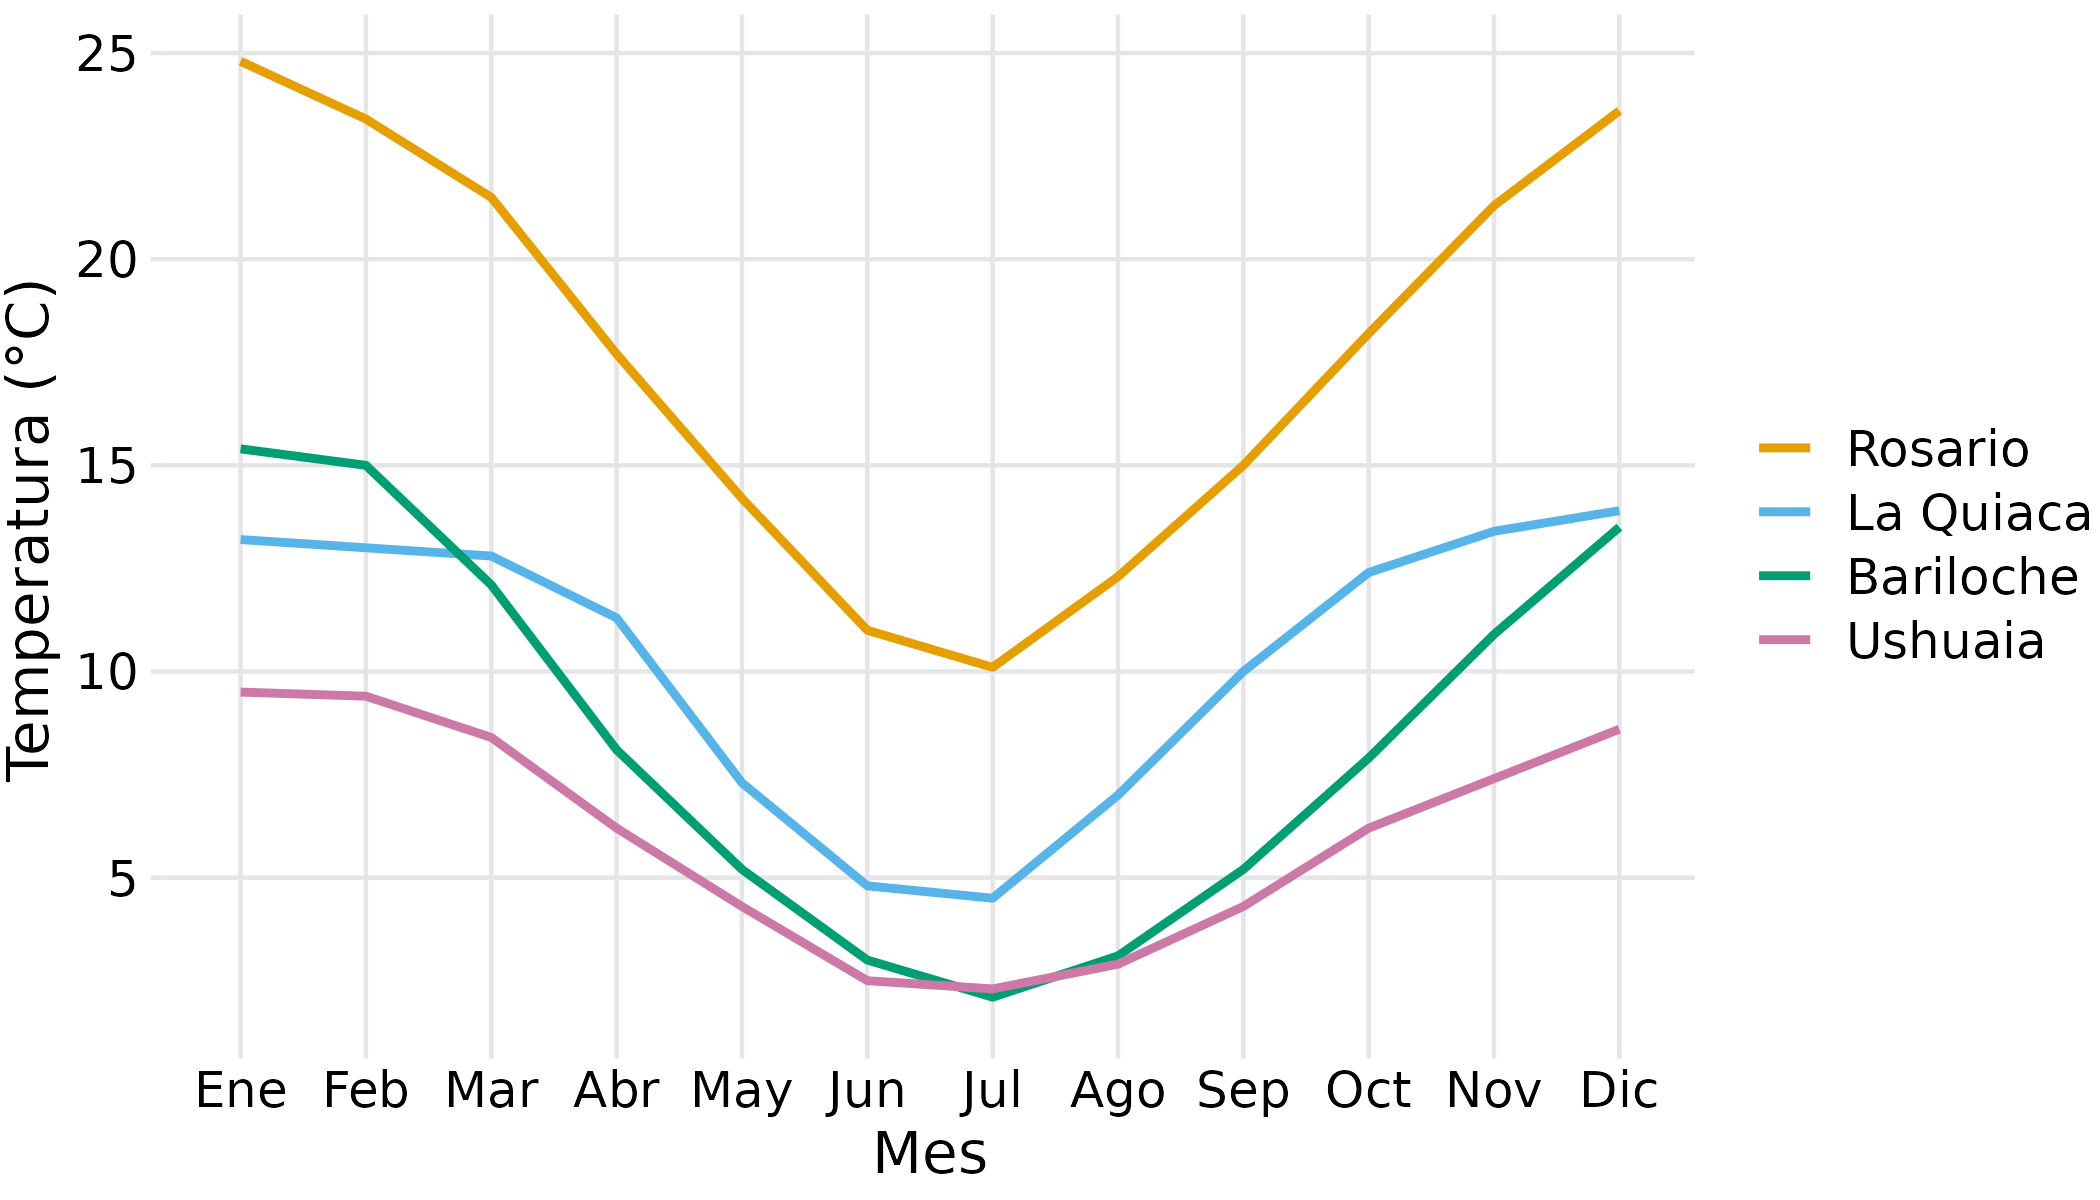 Temperatura (°C)
25
20
15
10
5
Ene Feb Mar Abr May Jun Jul Ago Sep Oct Nov Dic
Mes
Rosario
La Quiaca
Bariloche
Ushuaia